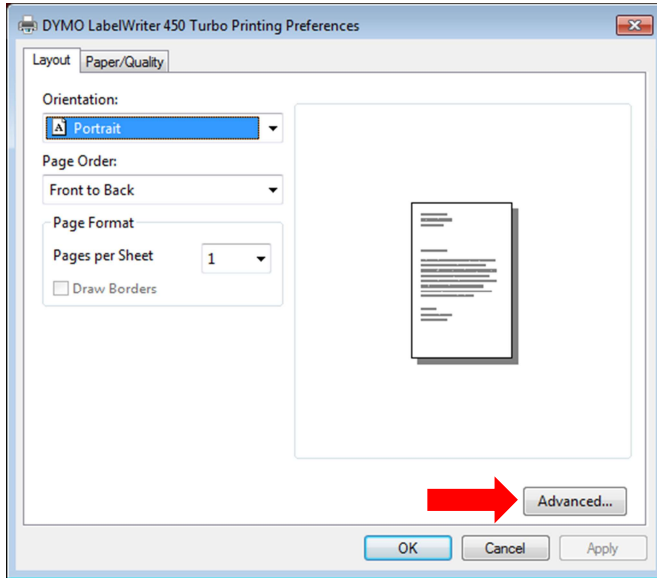 DYMO LabelWriter 450 Turbo Printing Preferences
Layout
Paper/Quality
Orientation:
A Portrait
Page Order:
Front to Back
Page Format
Pages per Sheet 1
Draw Borders
Advanced...
OK Cancel Apply